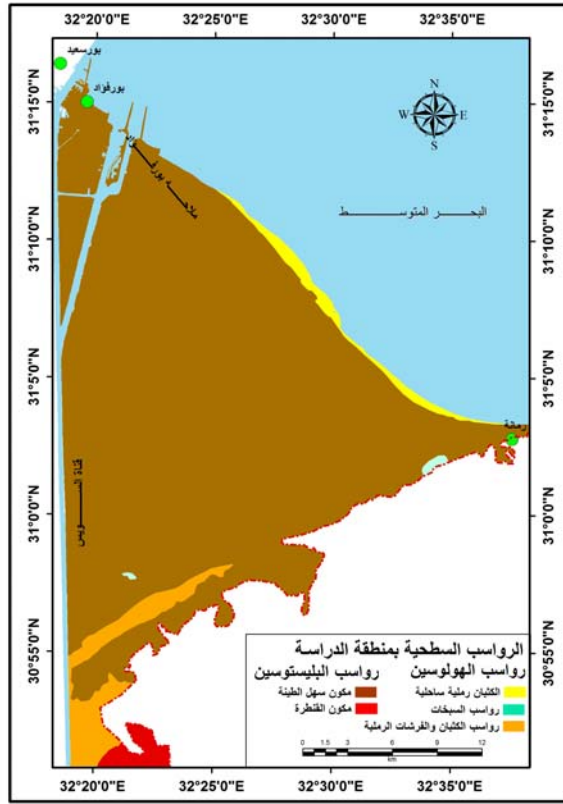 32°20'0"E 32°25'0"E 32°30'0"E 32°35'0"E
بورسعيد
بورفؤاد
31°15'0"N 31°15'0"N
N
W E
S
البحر المتوسط
31°10'0"N 31°10'0"N
31°5'0"N 31°5'0"N
رمانة
قناة السويس
31°0'0"N 31°0'0"N
30°55'0"N 30°55'0"N
الرواسب السطحية بمنطقة الدراسة
رواسب الهولوسين رواسب البليستوسين
الكثبان رملية ساحلية مكون سهل الطينة
رواسب السبخات مكون القنطرة
رواسب الكثبان والفرشات الرملية
0 1.5 3 6 9 12
km
32°20'0"E 32°25'0"E 32°30'0"E 32°35'0"E